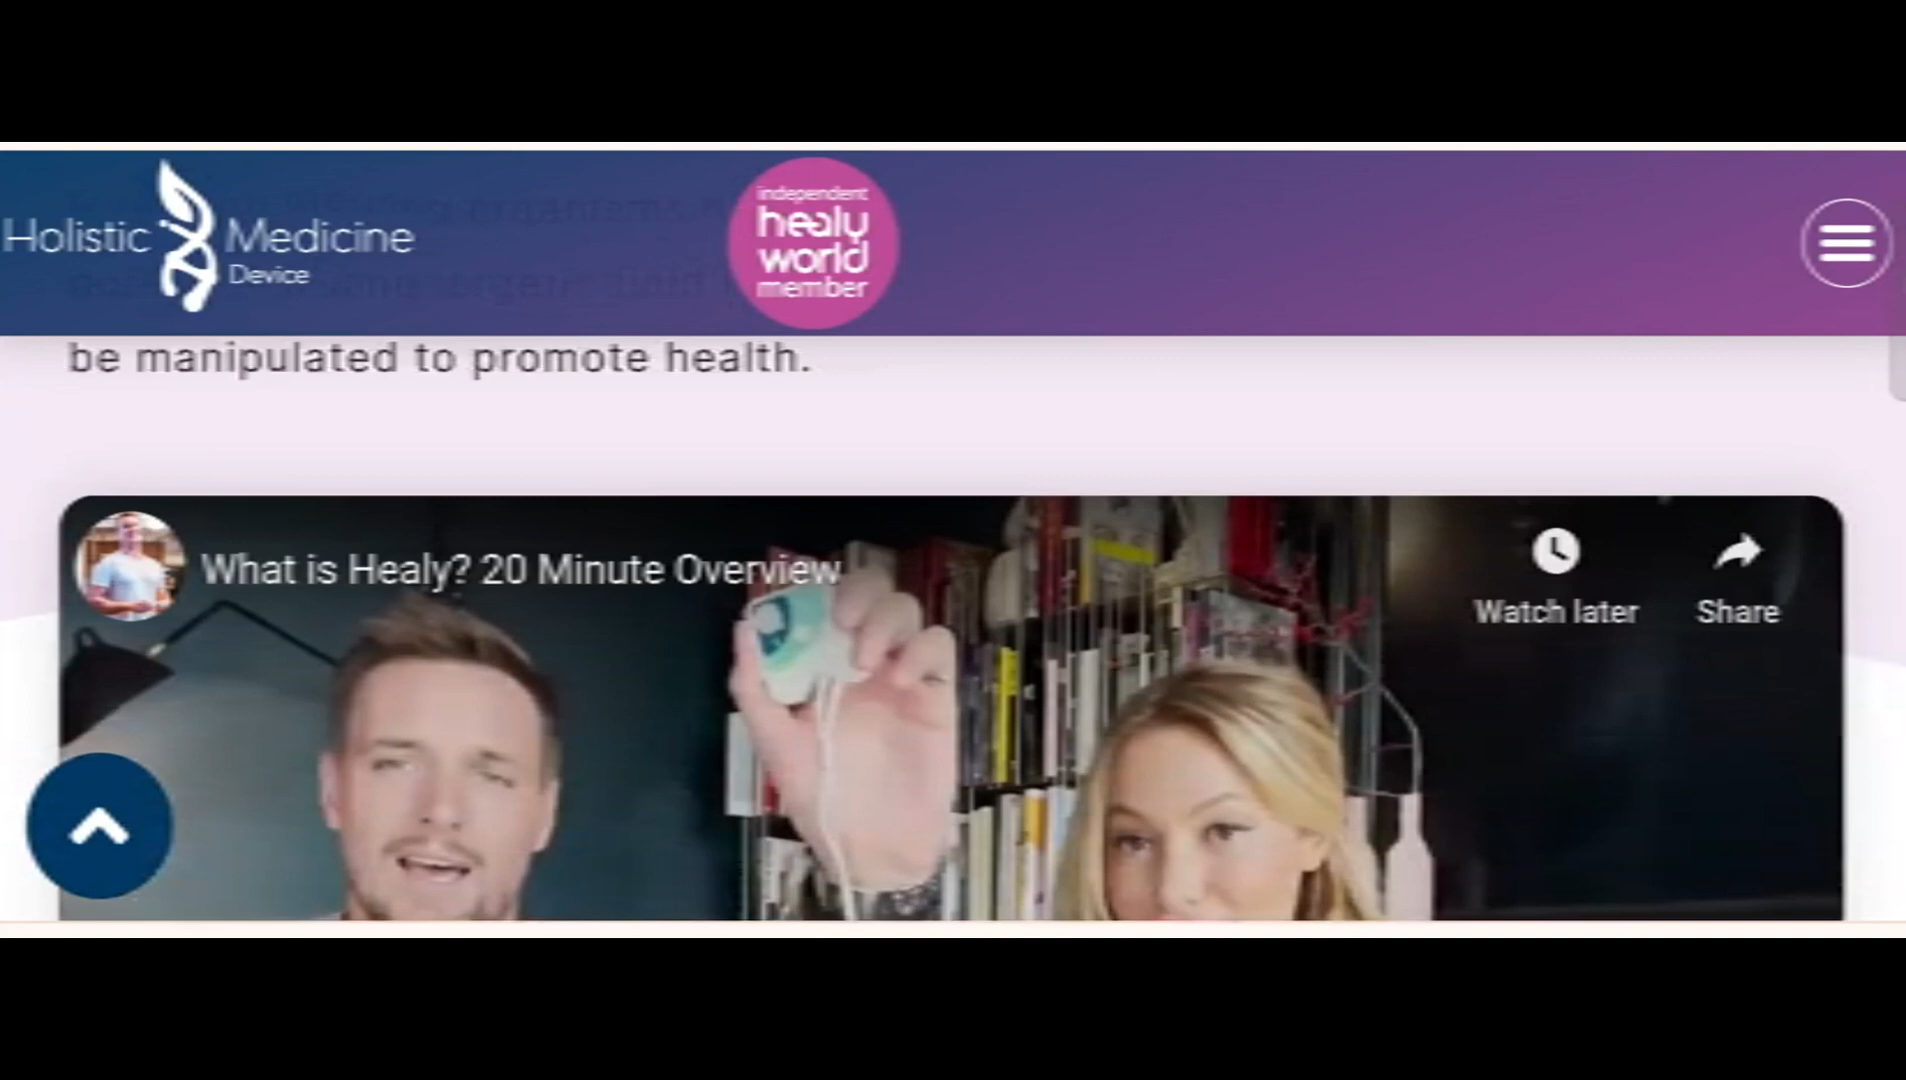 Holistic Medicine
Device
independent
healy
world
member
be manipulated to promote health.
What is Healy? 20 Minute Overview
Watch later
Share